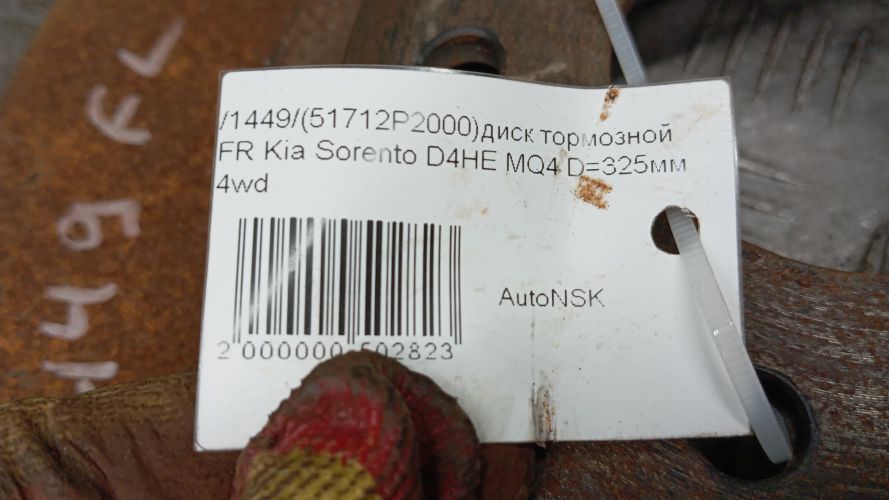 /1449/(51712P2000)диск тормозной
FR Kia Sorento D4HE MQ4 D=325мм
4wd
AutoNSK
2 000000 502823
1449 FL